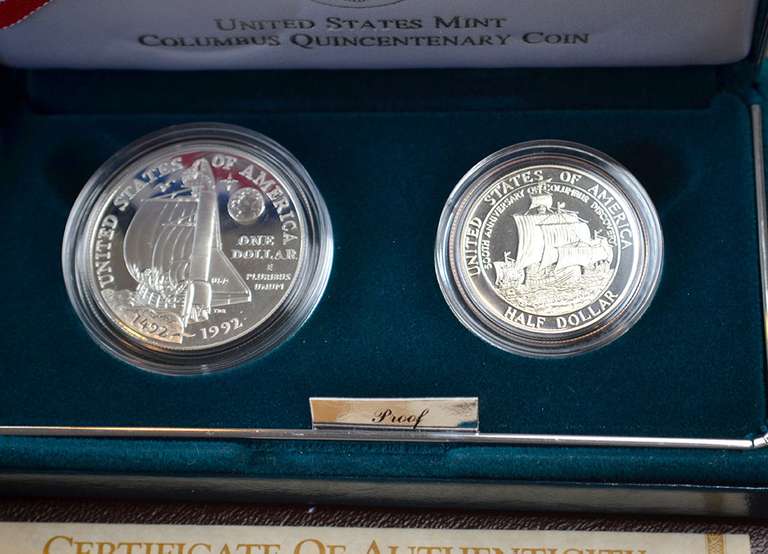 UNITED STATES MINT
COLUMBUS QUINCENTENARY COIN
UNITED STATES OF AMERICA
ONE
DOLLAR
E
PLURIBUS
UNUM
USA
1492-1992
UNITED STATES OF AMERICA
500TH ANNIVERSARY OF COLUMBUS DISCOVERY
HALF DOLLAR
Proof
CERTIFICATE OF AUTHENTICITY